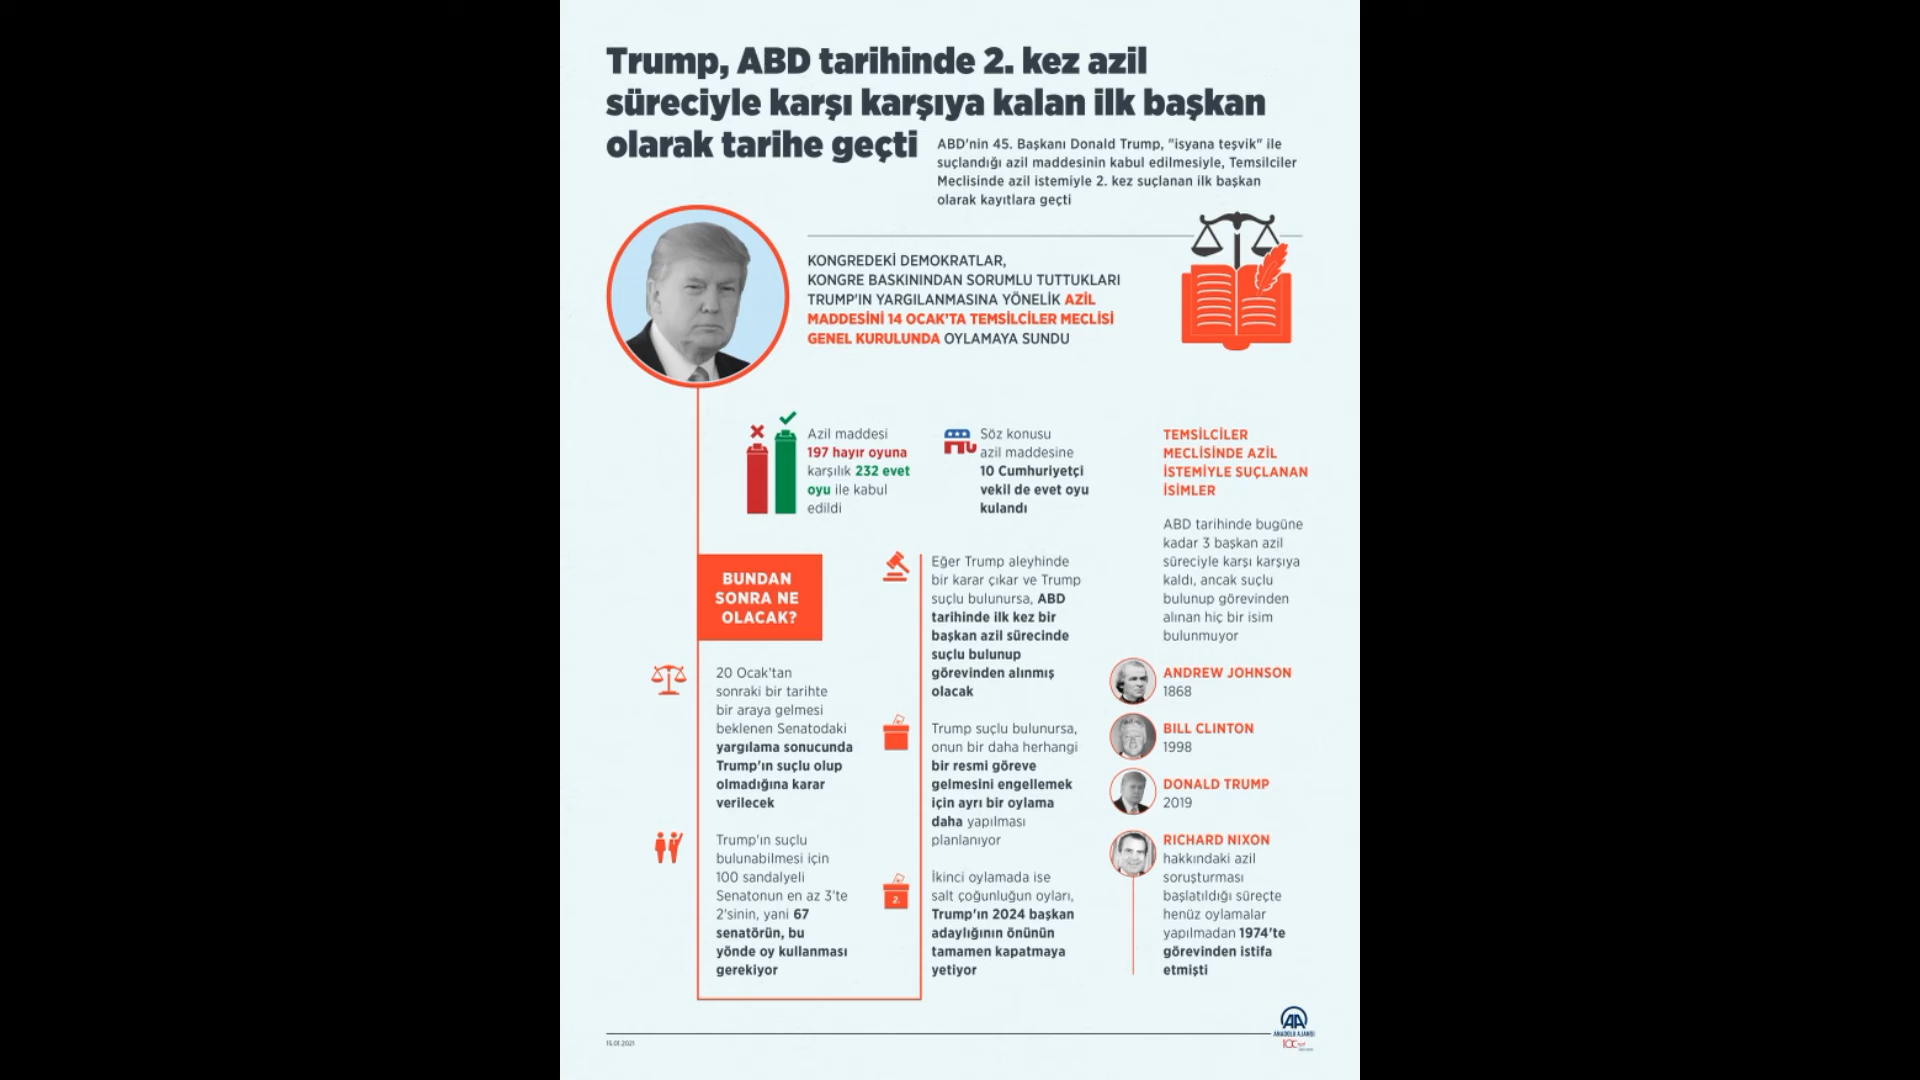 Trump, ABD tarihinde 2. kez azil
süreciyle karşı karşıya kalan ilk başkan
olarak tarihe geçti
ABD'nin 45. Başkanı Donald Trump, "isyana teşvik" ile
suçlandığı azil maddesinin kabul edilmesiyle, Temsilciler
Meclisinde azil istemiyle 2. kez suçlanan ilk başkan
olarak kayıtlara geçti
KONGREDEKİ DEMOKRATLAR,
KONGRE BASKININDAN SORUMLU TUTTUKLARI
TRUMP'IN YARGILANMASINA YÖNELİK AZİL
MADDESİNİ 14 OCAK'TA TEMSİLCİLER MECLİSİ
GENEL KURULUNDA OYLAMAYA SUNDU
Azil maddesi
197 hayır oyuna
karşılık 232 evet
oyu ile kabul
edildi
Söz konusu
azil maddesine
10 Cumhuriyetçi
vekil de evet oyu
kulandı
BUNDAN
SONRA NE
OLACAK?
20 Ocak'tan
sonraki bir tarihte
bir araya gelmesi
beklenen Senatodaki
yargılama sonucunda
Trump'ın suçlu olup
olmadığına karar
verilecek
Trump'ın suçlu
bulunabilmesi için
100 sandalyeli
Senatonun en az 3'te
2'sinin, yani 67
senatörün, bu
yönde oy kullanması
gerekiyor
Eğer Trump aleyhinde
bir karar çıkar ve Trump
suçlu bulunursa, ABD
tarihinde ilk kez bir
başkan azil sürecinde
suçlu bulunup
görevinden alınmış
olacak
Trump suçlu bulunursa,
onun bir daha herhangi
bir resmi göreve
gelmesini engellemek
için ayrı bir oylama
daha yapılması
planlanıyor
2.
İkinci oylamada ise
salt çoğunluğun oyları,
Trump'ın 2024 başkan
adaylığının önünün
tamamen kapatmaya
yetiyor
TEMSİLCİLER
MECLİSİNDE AZİL
İSTEMİYLE SUÇLANAN
İSİMLER
ABD tarihinde bugüne
kadar 3 başkan azil
süreciyle karşı karşıya
kaldı, ancak suçlu
bulunup görevinden
alınan hiç bir isim
bulunmuyor
ANDREW JOHNSON
1868
BILL CLINTON
1998
DONALD TRUMP
2019
RICHARD NIXON
hakkındaki azil
soruşturması
başlatıldığı süreçte
henüz oylamalar
yapılmadan 1974'te
görevinden istifa
etmişti
15.01.2021
AA
ANADOLU AJANSI